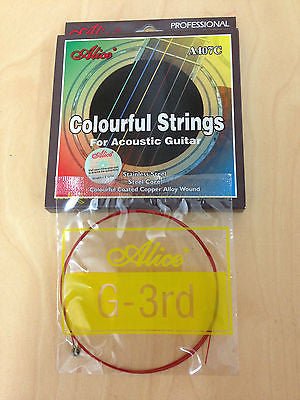 PROFESSIONAL
Alice
A407C
Colourful Strings
For Acoustic Guitar
Alice
Stainless Steel
Steel Core
Colourful Coated Copper Alloy Wound
Alice
G-3rd